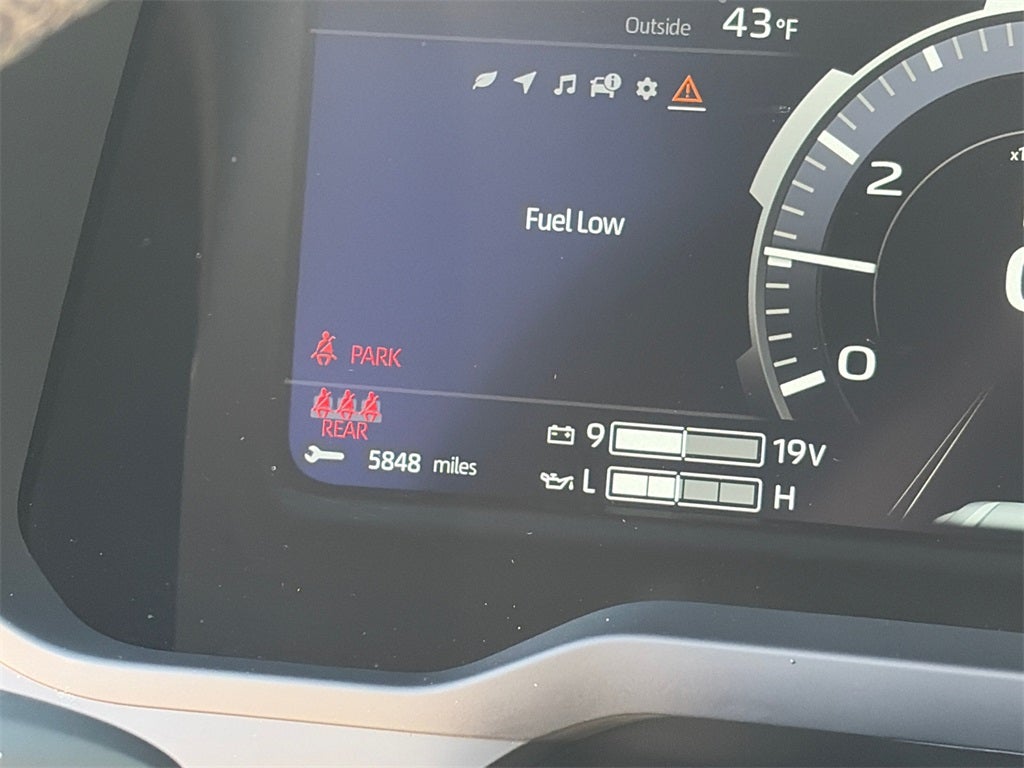 Outside 43°F
Fuel Low
2
0
PARK
REAR
9 19V
5848 miles
L H